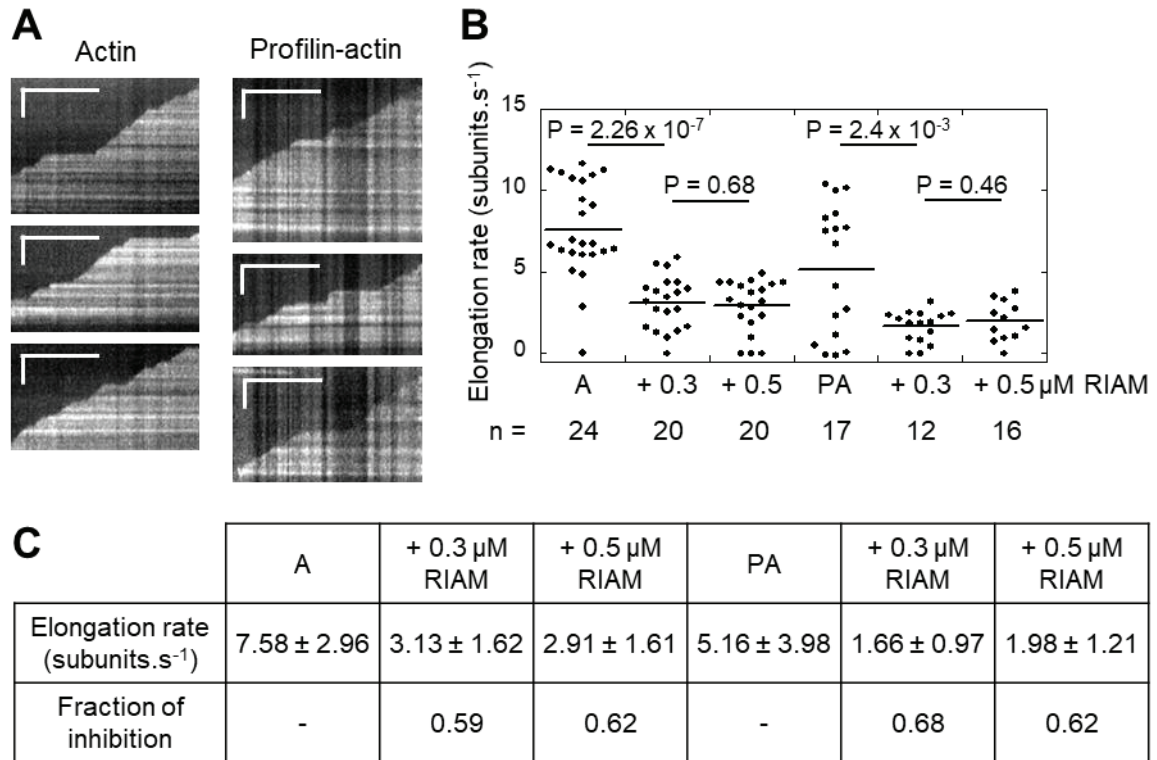 A
Actin
Profilin-actin
B
Elongation rate (subunits.s⁻¹)
15
10
5
0
P = 2.26 x 10⁻⁷
P = 2.4 x 10⁻³
P = 0.68
P = 0.46
A + 0.3 + 0.5 PA + 0.3 + 0.5 µM RIAM
n = 24 20 20 17 12 16
C
A + 0.3 µM RIAM + 0.5 µM RIAM PA + 0.3 µM RIAM + 0.5 µM RIAM
Elongation rate (subunits.s⁻¹) 7.58 ± 2.96 3.13 ± 1.62 2.91 ± 1.61 5.16 ± 3.98 1.66 ± 0.97 1.98 ± 1.21
Fraction of inhibition - 0.59 0.62 - 0.68 0.62